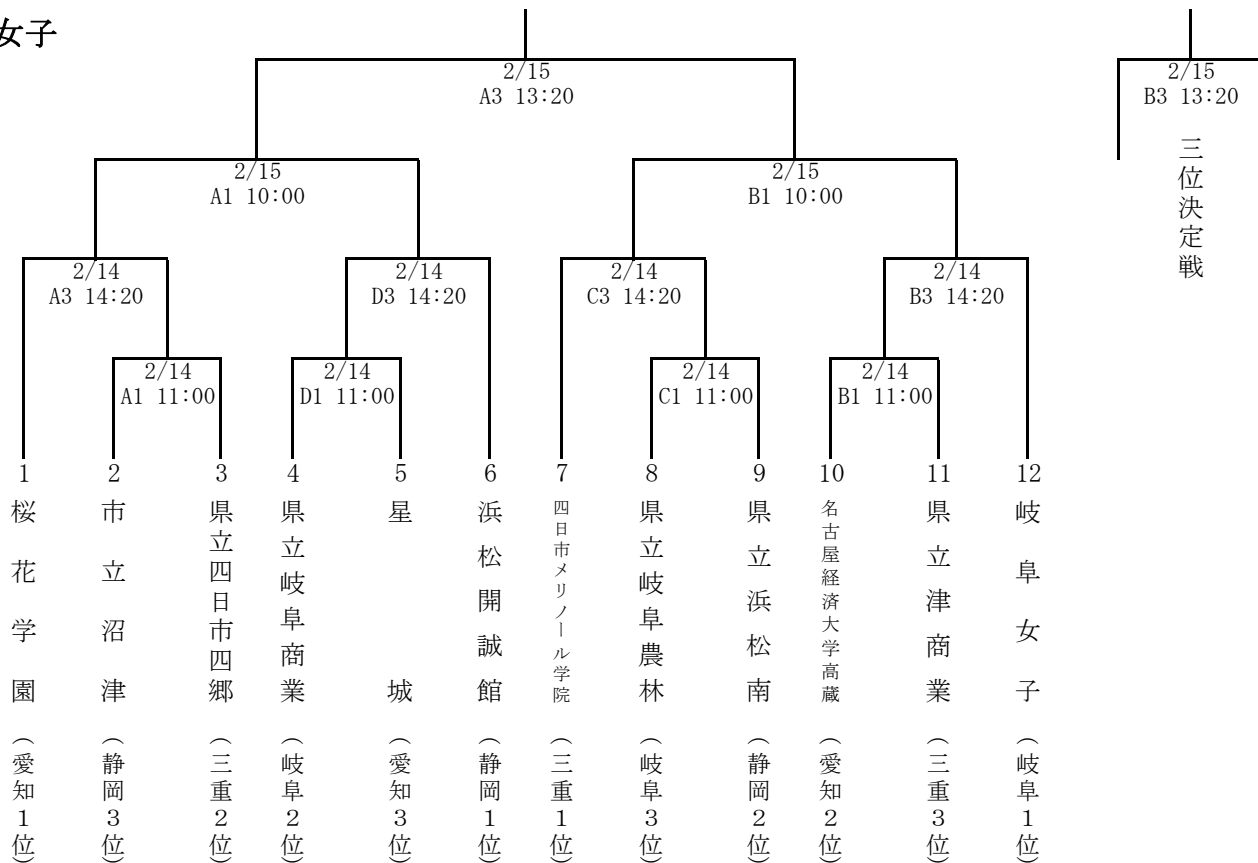 女子
2/15
A3 13:20
2/15
B3 13:20
三位決定戦
2/15
A1 10:00
2/15
B1 10:00
2/14
A3 14:20
2/14
D3 14:20
2/14
C3 14:20
2/14
B3 14:20
2/14
A1 11:00
2/14
D1 11:00
2/14
C1 11:00
2/14
B1 11:00
1
桜花学園(愛知1位)
2
市立沼津(静岡3位)
3
県立四日市四郷(三重2位)
4
県立岐阜商業(岐阜2位)
5
星城(愛知3位)
6
浜松開誠館(静岡1位)
7
四日市メリノール学院(三重1位)
8
県立岐阜農林(岐阜3位)
9
県立浜松南(静岡2位)
10
名古屋経済大学高蔵(愛知2位)
11
県立津商業(三重3位)
12
岐阜女子(岐阜1位)